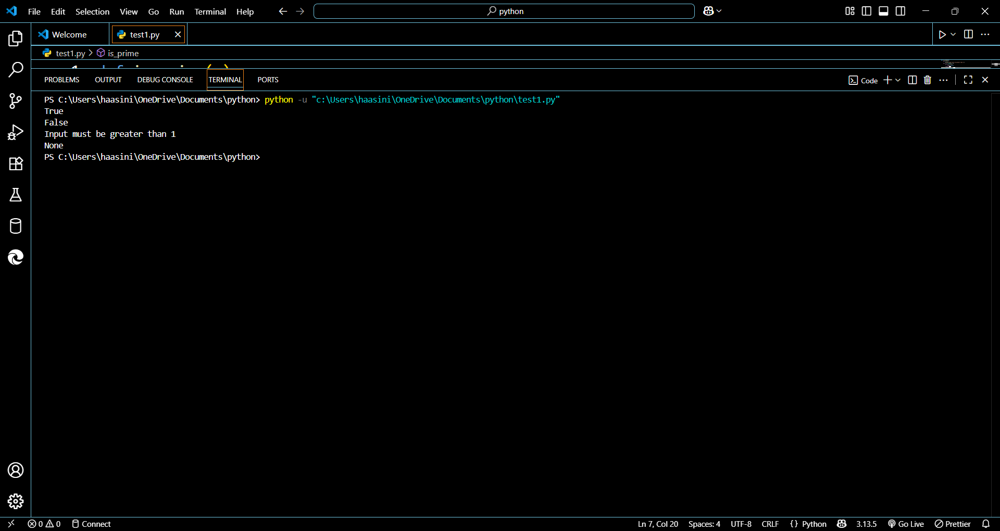 File Edit Selection View Go Run Terminal Help python
Welcome test1.py
test1.py > is_prime
PROBLEMS OUTPUT DEBUG CONSOLE TERMINAL PORTS Code
PS C:\Users\haasini\OneDrive\Documents\python> python -u "c:\Users\haasini\OneDrive\Documents\python\test1.py"
True
False
Input must be greater than 1
None
PS C:\Users\haasini\OneDrive\Documents\python>
0 0 Connect Ln 7, Col 20 Spaces: 4 UTF-8 CRLF {} Python 3.13.5 Go Live Prettier